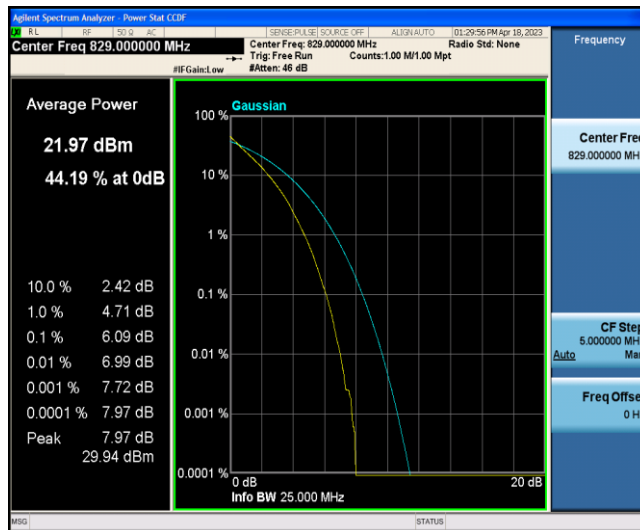 Agilent Spectrum Analyzer - Power Stat CCDF
RL RF 50 Ω AC SENSE:PULSE SOURCE OFF ALIGN AUTO 01:29:56 PM Apr 18, 2023
Center Freq 829.000000 MHz
Center Freq: 829.000000 MHz Radio Std: None
Trig: Free Run Counts:1.00 M/1.00 Mpt
#IFGain:Low #Atten: 46 dB
Frequency
Average Power
21.97 dBm
44.19 % at 0dB
10.0 % 2.42 dB
1.0 % 4.71 dB
0.1 % 6.09 dB
0.01 % 6.99 dB
0.001 % 7.72 dB
0.0001 % 7.97 dB
Peak 7.97 dB
29.94 dBm
Gaussian
100 %
10 %
1 %
0.1 %
0.01 %
0.001 %
0.0001 %
0 dB 20 dB
Info BW 25.000 MHz
Center Freq
829.000000 MH
CF Step
5.000000 MH
Auto Ma
Freq Offse
0 H
MSG STATUS